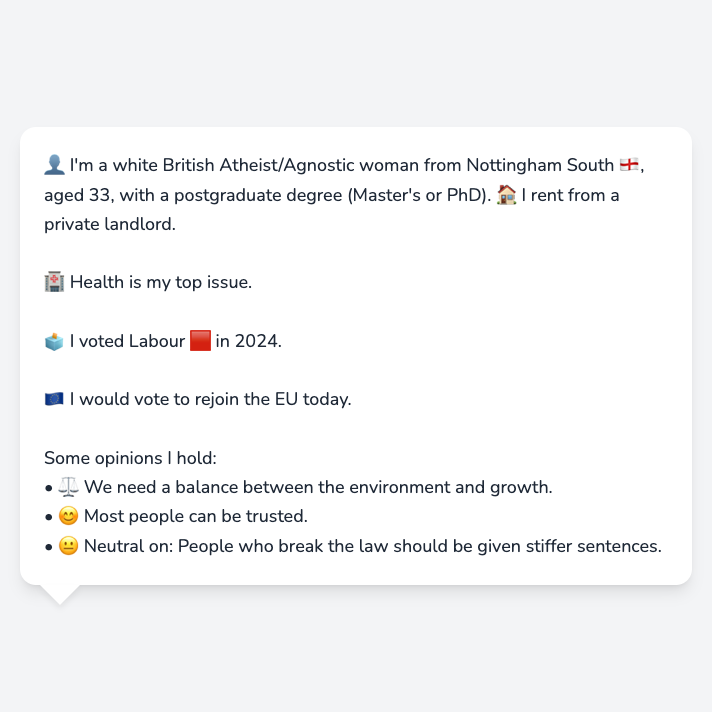 👤 I'm a white British Atheist/Agnostic woman from Nottingham South 🏴󠁧󠁢󠁥󠁮󠁧󠁿,
aged 33, with a postgraduate degree (Master's or PhD). 🏠 I rent from a
private landlord.
🏥 Health is my top issue.
🗳️ I voted Labour 🟥 in 2024.
🇪🇺 I would vote to rejoin the EU today.
Some opinions I hold:
• ⚖️ We need a balance between the environment and growth.
• 😊 Most people can be trusted.
• 😐 Neutral on: People who break the law should be given stiffer sentences.